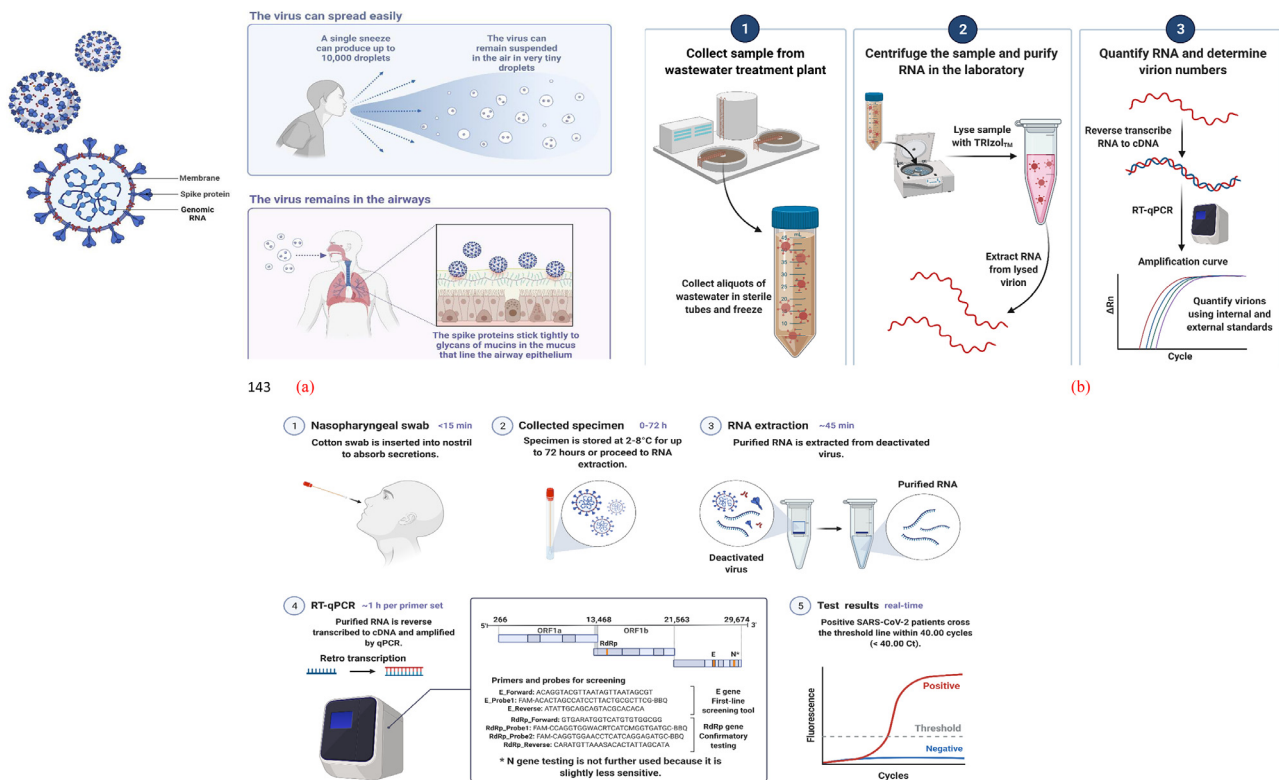 The virus can spread easily
A single sneeze
can produce up to
10,000 droplets
The virus can
remain suspended
in the air in very tiny
droplets
Membrane
Spike protein
Genomic
RNA
The virus remains in the airways
The spike proteins stick tightly to
glycans of mucins in the mucus
that line the airway epithelium
1
Collect sample from
wastewater treatment plant
Collect aliquots of
wastewater in sterile
tubes and freeze
2
Centrifuge the sample and purify
RNA in the laboratory
Lyse sample
with TRIzol™
Extract RNA
from lysed
virion
3
Quantify RNA and determine
virion numbers
Reverse transcribe
RNA to cDNA
RT-qPCR
Amplification curve
ΔRn
Quantify virions
using internal and
external standards
Cycle
143 (a) (b)
1 Nasopharyngeal swab <15 min
Cotton swab is inserted into nostril
to absorb secretions.
2 Collected specimen 0-72 h
Specimen is stored at 2-8°C for up
to 72 hours or proceed to RNA
extraction.
3 RNA extraction ~45 min
Purified RNA is extracted from deactivated
virus.
Purified RNA
Deactivated
virus
4 RT-qPCR ~1 h per primer set
Purified RNA is reverse
transcribed to cDNA and amplified
by qPCR.
Retro transcription
266 13,468 21,563 29,674
5' ORF1a ORF1b 3'
RdRp
E N*
Primers and probes for screening
E_Forward: ACAGGTACGTTAATAGTTAATAGCGT
E_Probe1: FAM-ACACTAGCCATCCTTACTGCGCTTCG-BBQ
E_Reverse: ATATTGCAGCAGTACGCACACA
E gene
First-line
screening tool
RdRp_Forward: GTGARATGGTCATGTGTGGCGG
RdRp_Probe1: FAM-CCAGGTGGWACRTCATCMGGTGATGC-BBQ
RdRp_Probe2: FAM-CAGGTGGAACCTCATCAGGAGATGC-BBQ
RdRp_Reverse: CARATGTTAAASACACTATTAGCATA
RdRp gene
Confirmatory
testing
* N gene testing is not further used because it is
slightly less sensitive.
5 Test results real-time
Positive SARS-CoV-2 patients cross
the threshold line within 40.00 cycles
(< 40.00 Ct).
Fluorescence
Positive
Threshold
Negative
Cycles